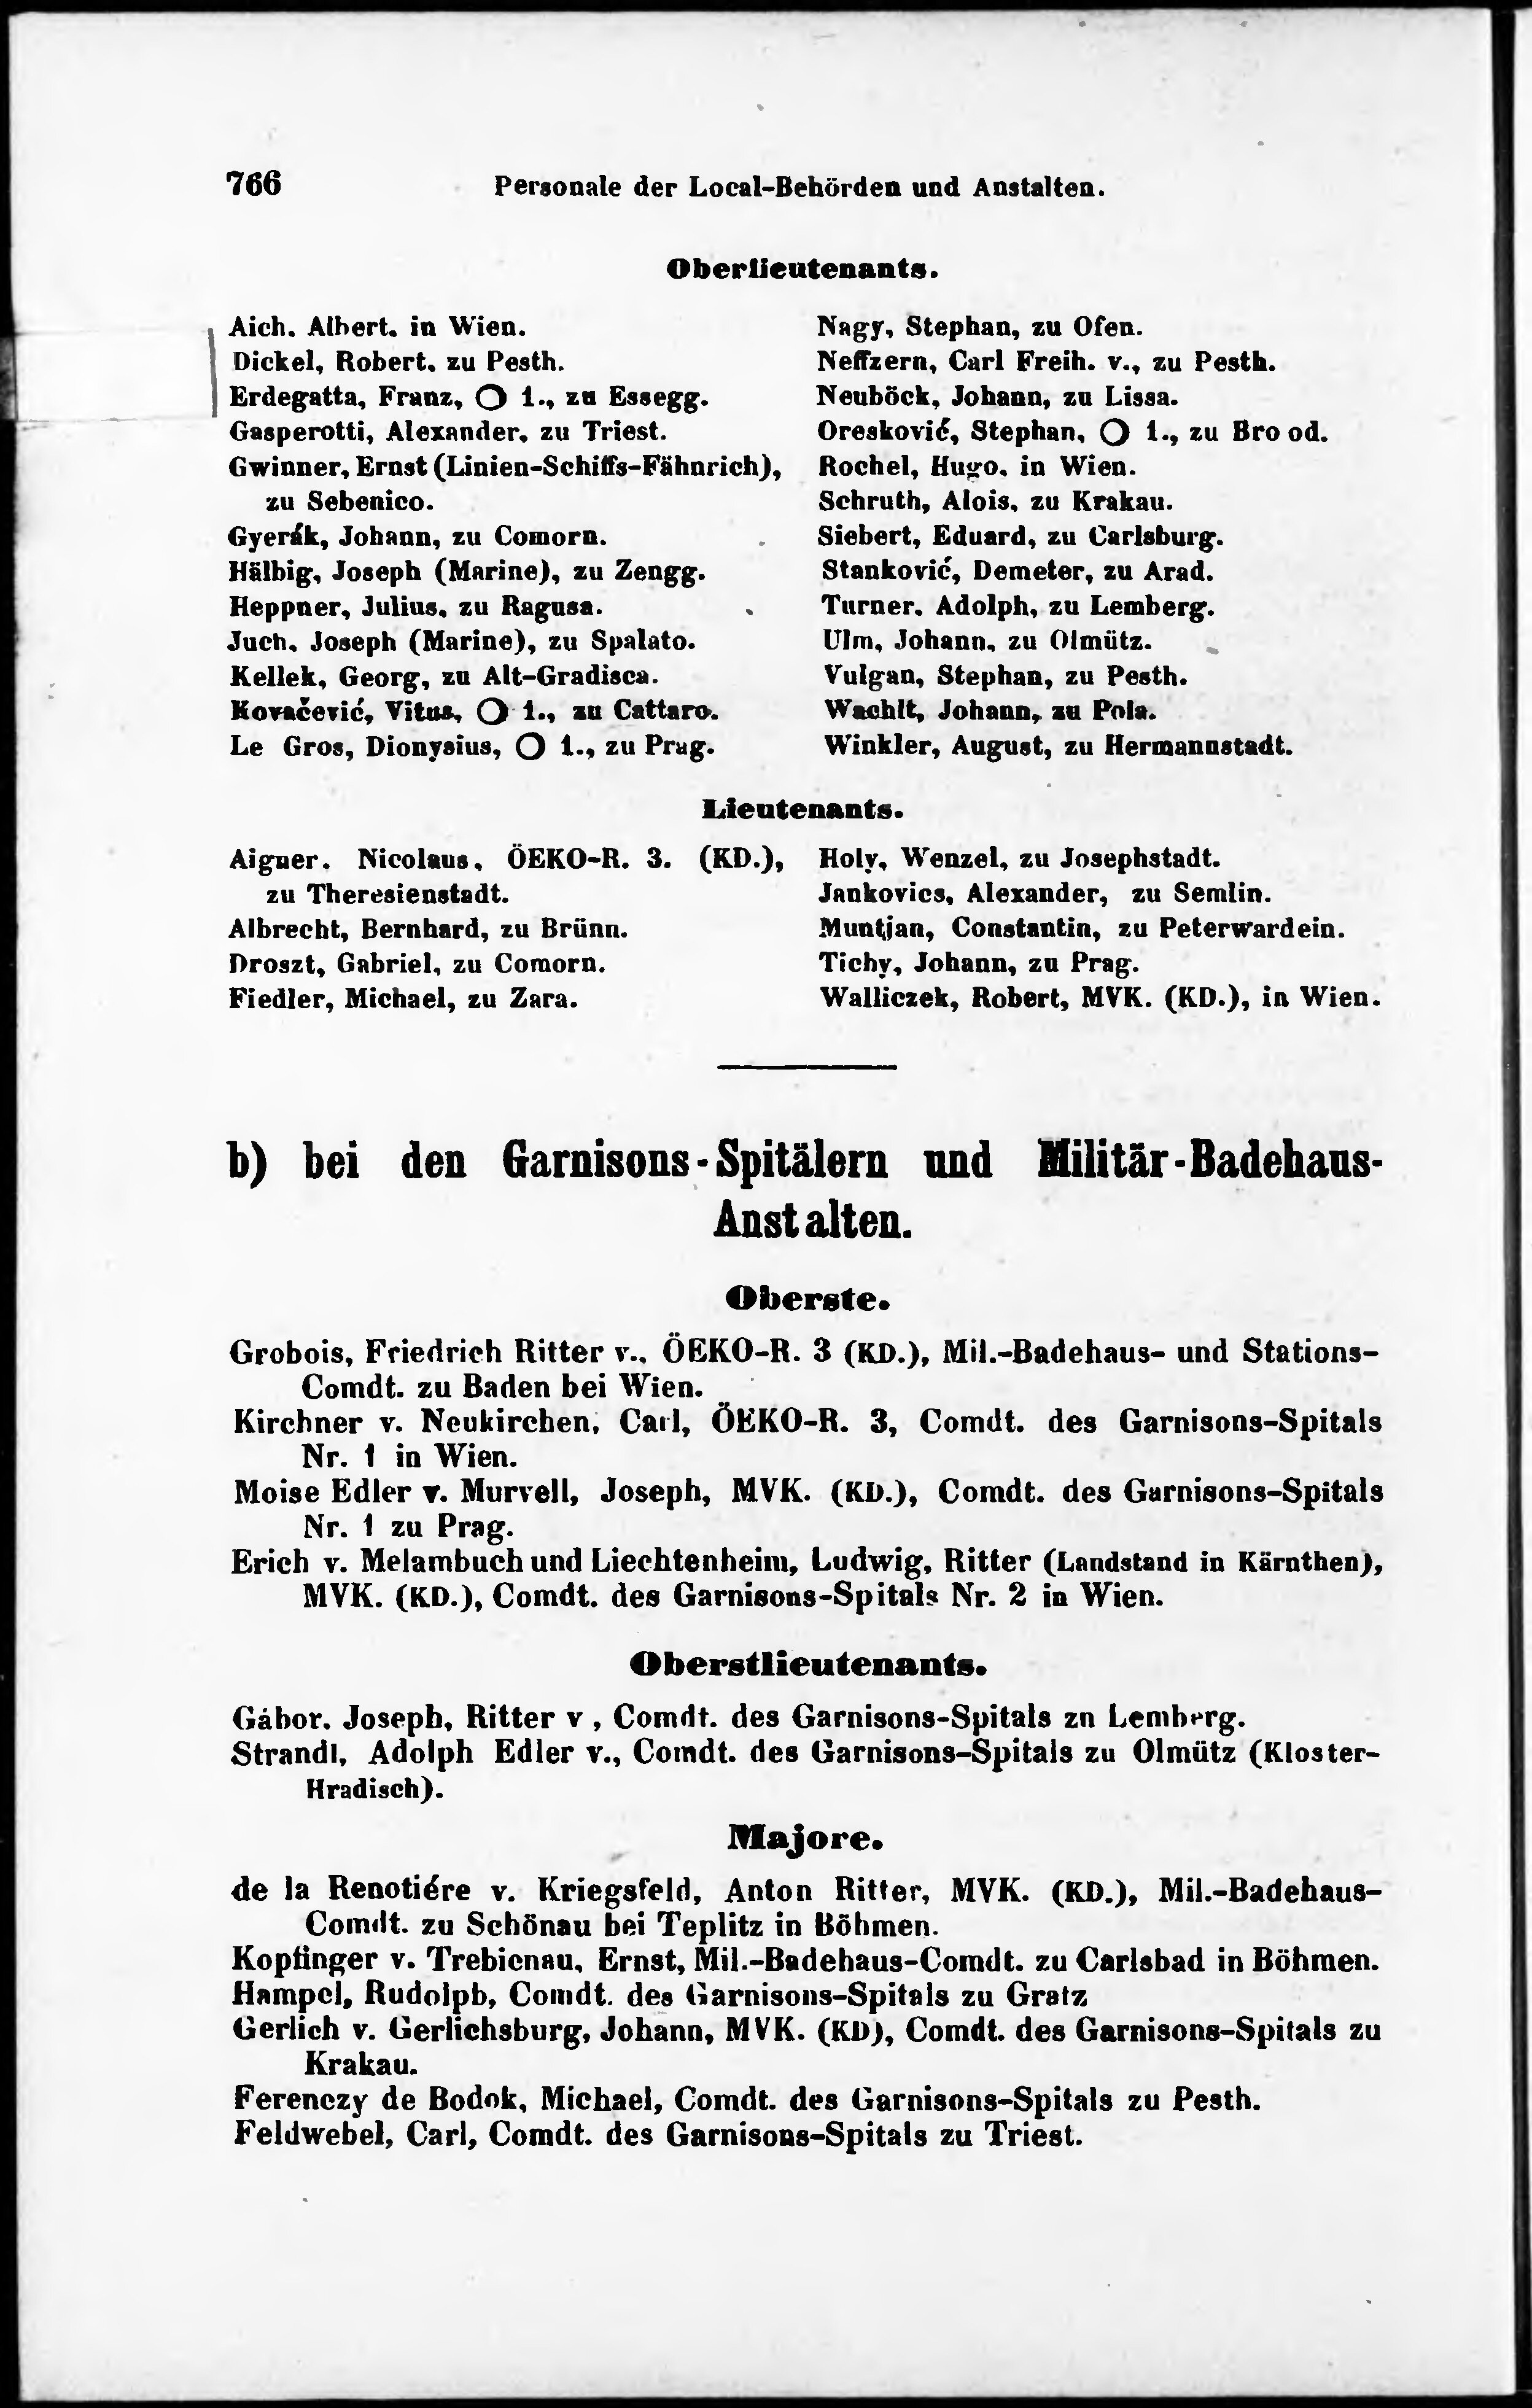 766 Personale der Local-Behörden und Anstalten.
Oberlieutenants.
Aich, Albert, in Wien.
Dickel, Robert, zu Pesth.
Erdegatta, Franz, O 1., zu Essegg.
Gasperotti, Alexander, zu Triest.
Gwinner, Ernst (Linien-Schiffs-Fähnrich),
zu Sebenico.
Gyerák, Johann, zu Comorn.
Hälbig, Joseph (Marine), zu Zengg.
Heppner, Julius, zu Ragusa.
Juch, Joseph (Marine), zu Spalato.
Kellek, Georg, zu Alt-Gradisca.
Kovačević, Vitus, O 1., zu Cattaro.
Le Gros, Dionysius, O 1., zu Prag.
Nagy, Stephan, zu Ofen.
Neffzern, Carl Freih. v., zu Pesth.
Neuböck, Johann, zu Lissa.
Oresković, Stephan, O 1., zu Brood.
Rochel, Hugo, in Wien.
Schruth, Alois, zu Krakau.
Siebert, Eduard, zu Carlsburg.
Stanković, Demeter, zu Arad.
Turner, Adolph, zu Lemberg.
Ulm, Johann, zu Olmütz.
Vulgan, Stephan, zu Pesth.
Wachlt, Johann, zu Pola.
Winkler, August, zu Hermannstadt.
Lieutenants.
Aigner, Nicolaus, ÖEKO-R. 3. (KD.),
zu Theresienstadt.
Albrecht, Bernhard, zu Brünn.
Droszt, Gabriel, zu Comorn.
Fiedler, Michael, zu Zara.
Holy, Wenzel, zu Josephstadt.
Jankovics, Alexander, zu Semlin.
Muntjan, Constantin, zu Peterwardein.
Tichy, Johann, zu Prag.
Walliczek, Robert, MVK. (KD.), in Wien.
b) bei den Garnisons-Spitälern und Militär-Badehaus-
Anstalten.
Oberste.
Grobois, Friedrich Ritter v., ÖEKO-R. 3 (KD.), Mil.-Badehaus- und Stations-
Comdt. zu Baden bei Wien.
Kirchner v. Neukirchen, Carl, ÖEKO-R. 3, Comdt. des Garnisons-Spitals
Nr. 1 in Wien.
Moise Edler v. Murvell, Joseph, MVK. (KD.), Comdt. des Garnisons-Spitals
Nr. 1 zu Prag.
Erich v. Melambuch und Liechtenheim, Ludwig, Ritter (Landstand in Kärnthen),
MVK. (KD.), Comdt. des Garnisons-Spitals Nr. 2 in Wien.
Oberstlieutenants.
Gábor, Joseph, Ritter v , Comdt. des Garnisons-Spitals zn Lemberg.
Strandl, Adolph Edler v., Comdt. des Garnisons-Spitals zu Olmütz (Kloster-
Hradisch).
Majore.
de la Renotiére v. Kriegsfeld, Anton Ritter, MVK. (KD.), Mil.-Badehaus-
Comdt. zu Schönau bei Teplitz in Böhmen.
Kopfinger v. Trebienau, Ernst, Mil.-Badehaus-Comdt. zu Carlsbad in Böhmen.
Hampel, Rudolph, Comdt. des Garnisons-Spitals zu Gratz
Gerlich v. Gerlichsburg, Johann, MVK. (KD), Comdt. des Garnisons-Spitals zu
Krakau.
Ferenczy de Bodok, Michael, Comdt. des Garnisons-Spitals zu Pesth.
Feldwebel, Carl, Comdt. des Garnisons-Spitals zu Triest.